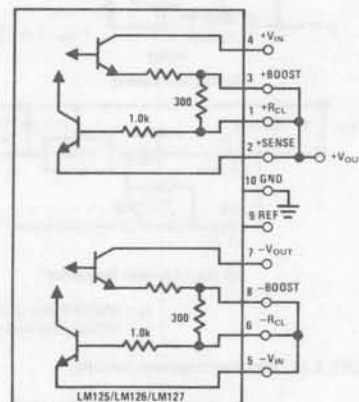 4 +VIN
3 +BOOST
300
1 +RCL
1.0k
2 +SENSE
+VOU
10 GND
9 REF
7 −VOUT
8 −BOOST
300
6 −RCL
1.0k
5 −VIN
LM125/LM126/LM127